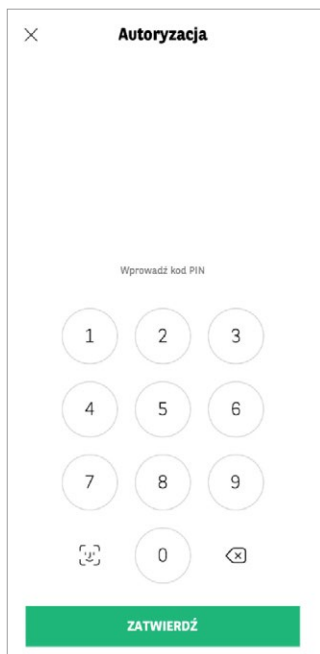 Autoryzacja
Wprowadź kod PIN
1 2 3
4 5 6
7 8 9
0
ZATWIERDŹ